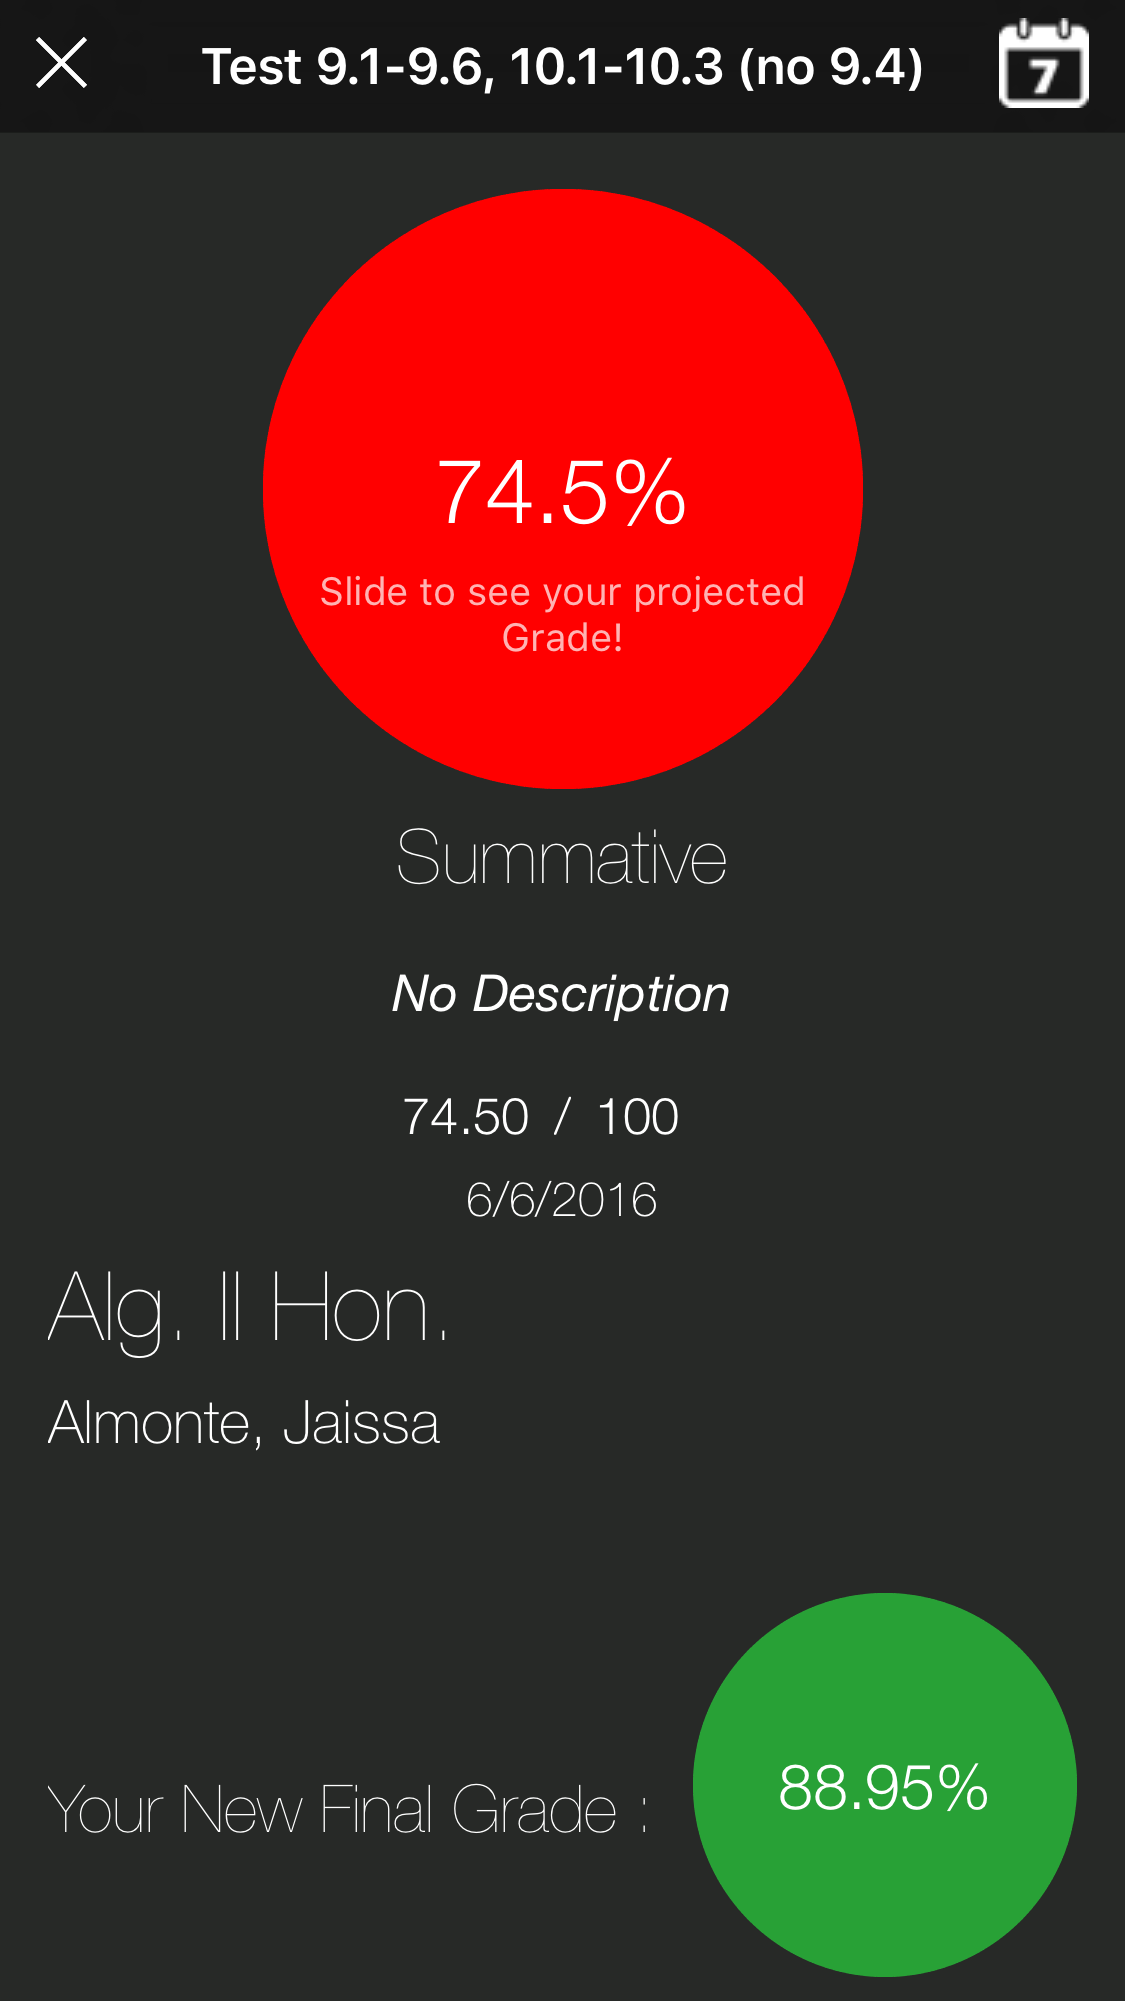 Test 9.1-9.6, 10.1-10.3 (no 9.4)
7
74.5%
Slide to see your projected
Grade!
Summative
No Description
74.50 / 100
6/6/2016
Alg. II Hon.
Almonte, Jaissa
Your New Final Grade :
88.95%